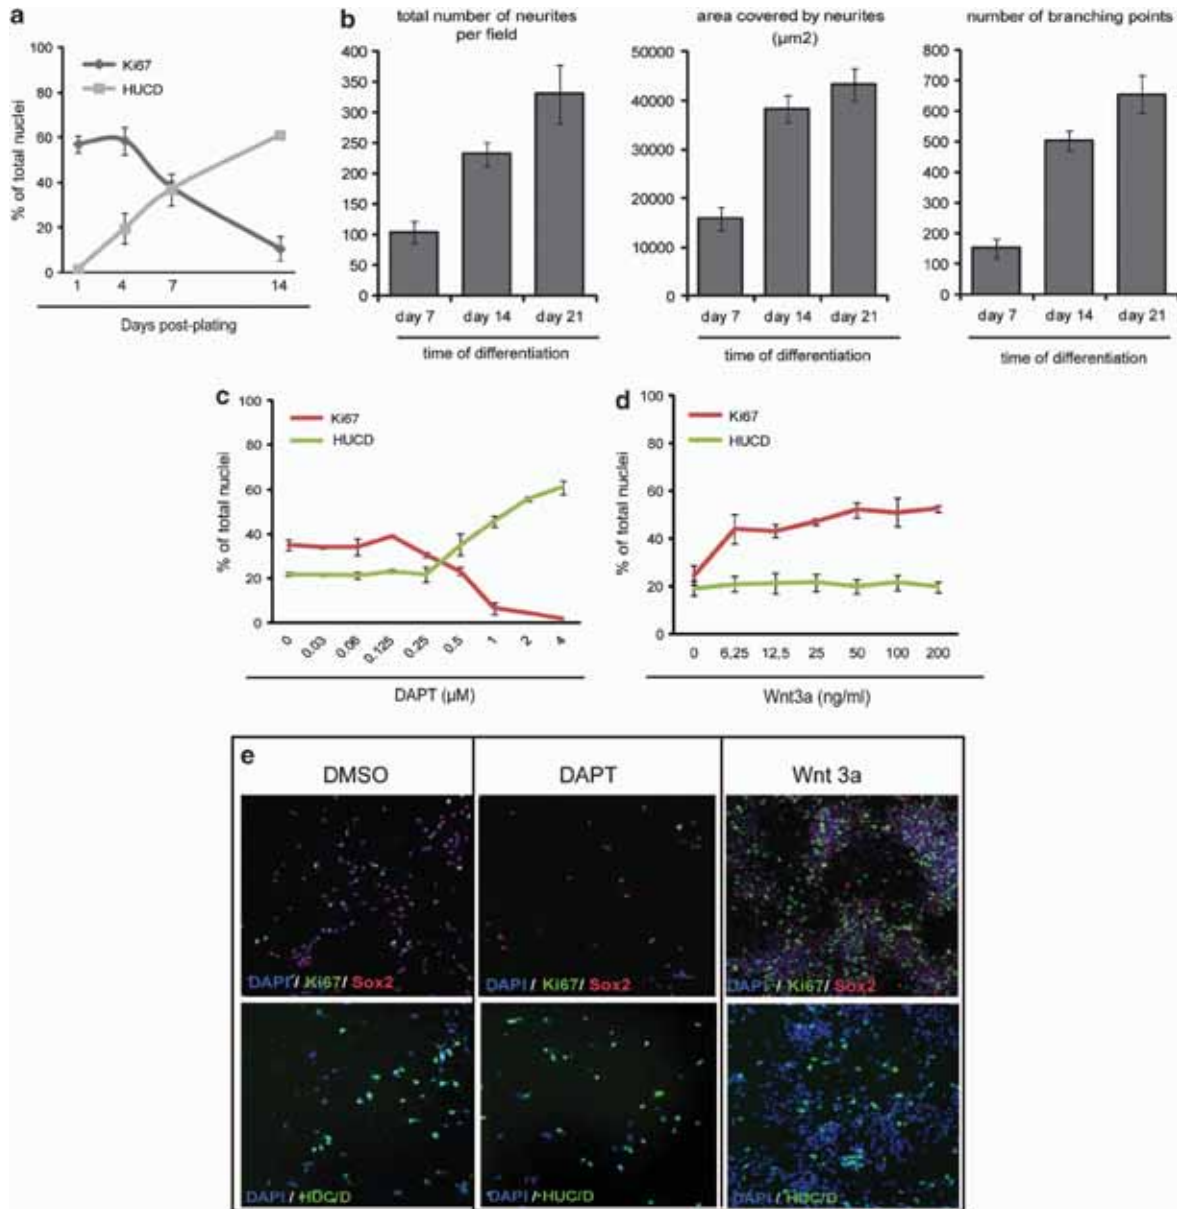 a
100
80
60
40
20
0
% of total nuclei
Ki67
HUCD
1 4 7 14
Days post-plating
b
total number of neurites
per field
400
350
300
250
200
150
100
50
0
day 7 day 14 day 21
time of differentiation
area covered by neurites
(µm2)
50000
40000
30000
20000
10000
0
day 7 day 14 day 21
time of differentiation
number of branching points
800
700
600
500
400
300
200
100
0
day 7 day 14 day 21
time of differentiation
c
100
80
60
40
20
0
% of total nuclei
Ki67
HUCD
0 0.03 0.06 0.125 0.25 0.5 1 2 4
DAPT (µM)
d
100
80
60
40
20
0
% of total nuclei
Ki67
HUCD
0 6,25 12,5 25 50 100 200
Wnt3a (ng/ml)
e
DMSO DAPT Wnt 3a
DAPI / Ki67/ Sox2
DAPI / Ki67/ Sox2
DAPI / Ki67/ Sox2
DAPI / HUC/D
DAPI / HUC/D
DAPI / HUC/D